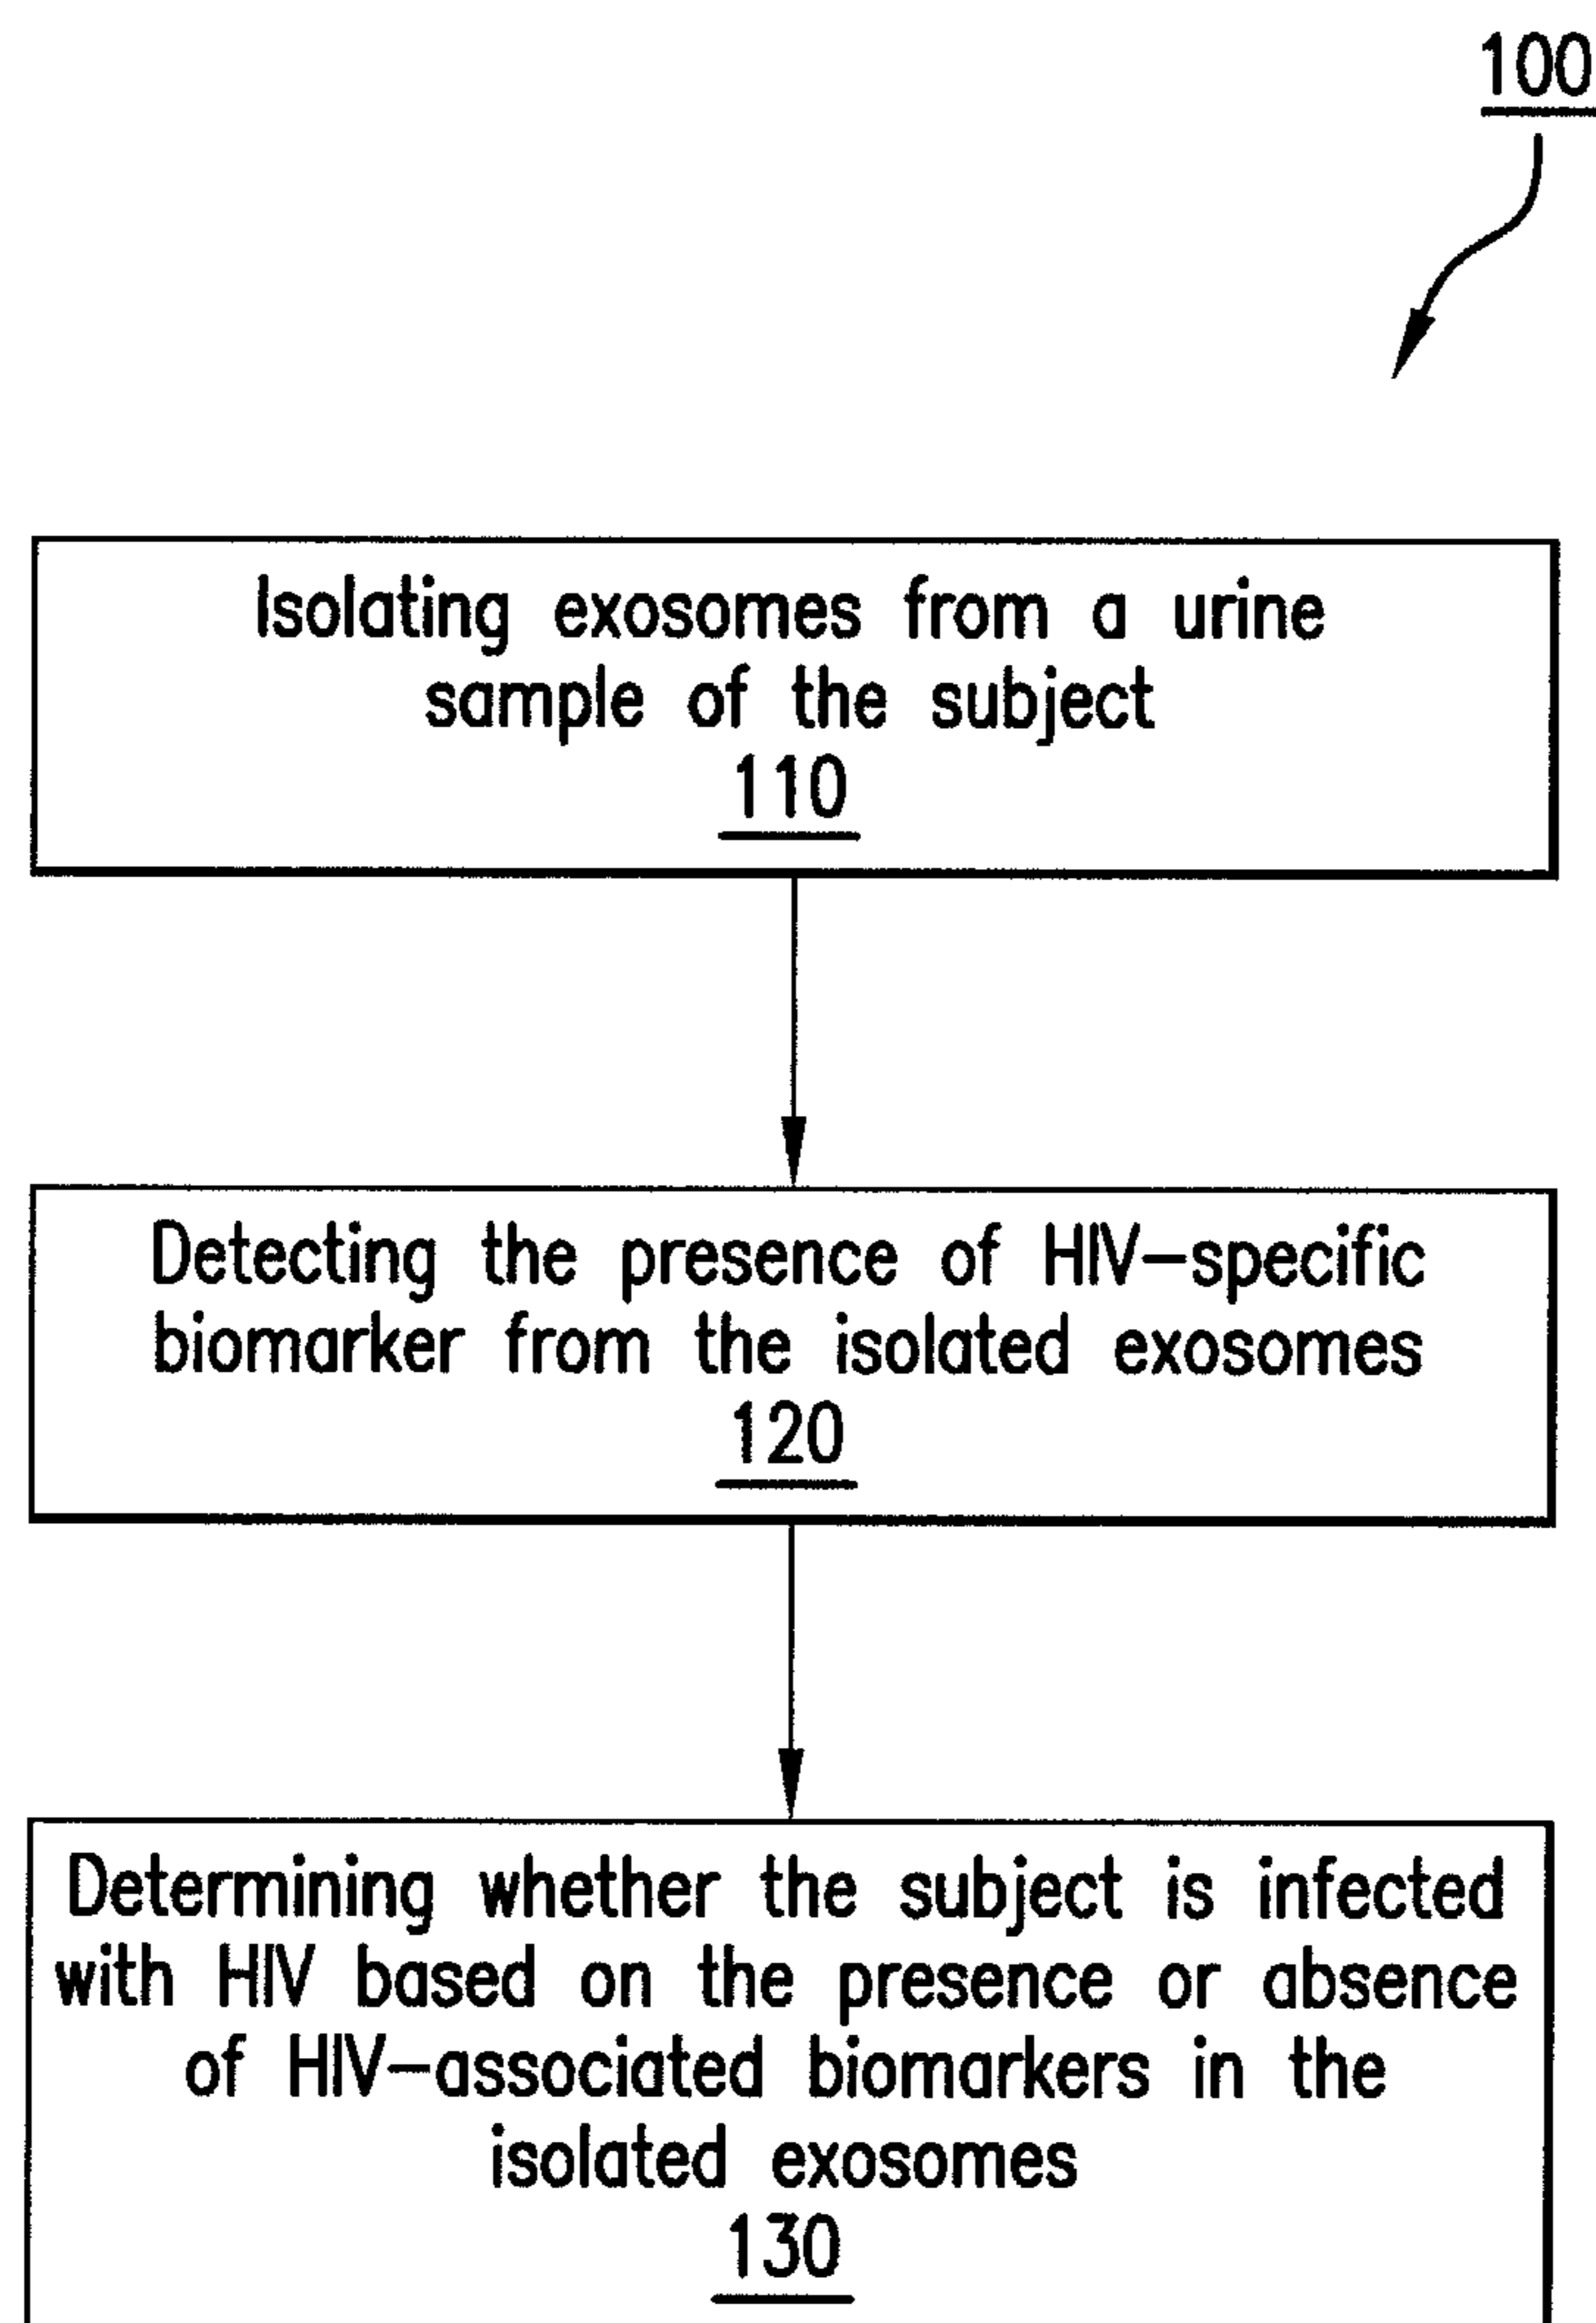 100
Isolating exosomes from a urine
sample of the subject
110
Detecting the presence of HIV-specific
biomarker from the isolated exosomes
120
Determining whether the subject is infected
with HIV based on the presence or absence
of HIV-associated biomarkers in the
isolated exosomes
130